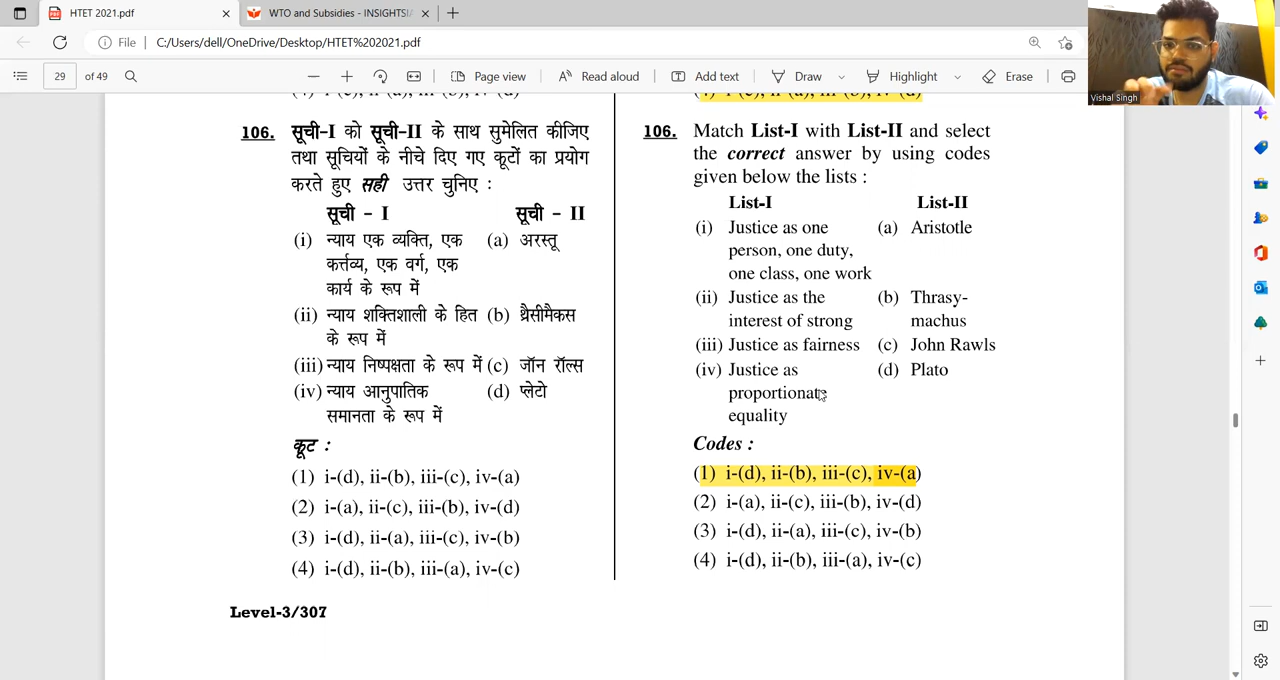 HTET 2021.pdf
WTO and Subsidies - INSIGHTSI
File C:/Users/dell/OneDrive/Desktop/HTET%202021.pdf
29 of 49 Page view Read aloud Add text Draw Highlight Erase
Vishal Singh
106. सूची-I को सूची-II के साथ सुमेलित कीजिए
तथा सूचियों के नीचे दिए गए कूटों का प्रयोग
करते हुए सही उत्तर चुनिए :
सूची - I सूची - II
(i) न्याय एक व्यक्ति, एक (a) अरस्तू
कर्त्तव्य, एक वर्ग, एक
कार्य के रूप में
(ii) न्याय शक्तिशाली के हित (b) थ्रैसीमैकस
के रूप में
(iii) न्याय निष्पक्षता के रूप में (c) जॉन रॉल्स
(iv) न्याय आनुपातिक (d) प्लेटो
समानता के रूप में
कूट :
(1) i-(d), ii-(b), iii-(c), iv-(a)
(2) i-(a), ii-(c), iii-(b), iv-(d)
(3) i-(d), ii-(a), iii-(c), iv-(b)
(4) i-(d), ii-(b), iii-(a), iv-(c)
Level-3/307
106. Match List-I with List-II and select
the correct answer by using codes
given below the lists :
List-I List-II
(i) Justice as one (a) Aristotle
person, one duty,
one class, one work
(ii) Justice as the (b) Thrasy-
interest of strong machus
(iii) Justice as fairness (c) John Rawls
(iv) Justice as (d) Plato
proportionate
equality
Codes :
(1) i-(d), ii-(b), iii-(c), iv-(a)
(2) i-(a), ii-(c), iii-(b), iv-(d)
(3) i-(d), ii-(a), iii-(c), iv-(b)
(4) i-(d), ii-(b), iii-(a), iv-(c)